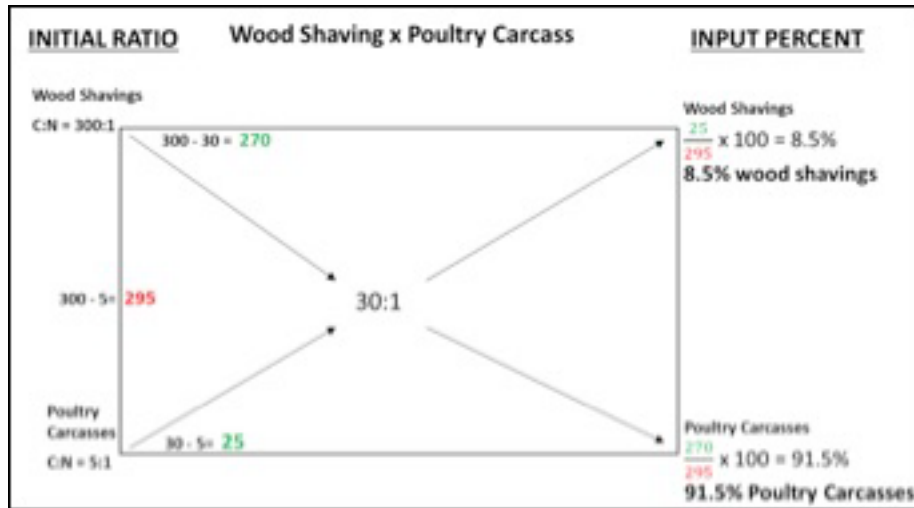 INITIAL RATIO
Wood Shaving x Poultry Carcass
INPUT PERCENT
Wood Shavings
C:N = 300:1
300 - 30 = 270
Wood Shavings
25
295
x 100 = 8.5%
8.5% wood shavings
300 - 5= 295
30:1
Poultry
Carcasses
C:N = 5:1
30 - 5= 25
Poultry Carcasses
270
295
x 100 = 91.5%
91.5% Poultry Carcasses